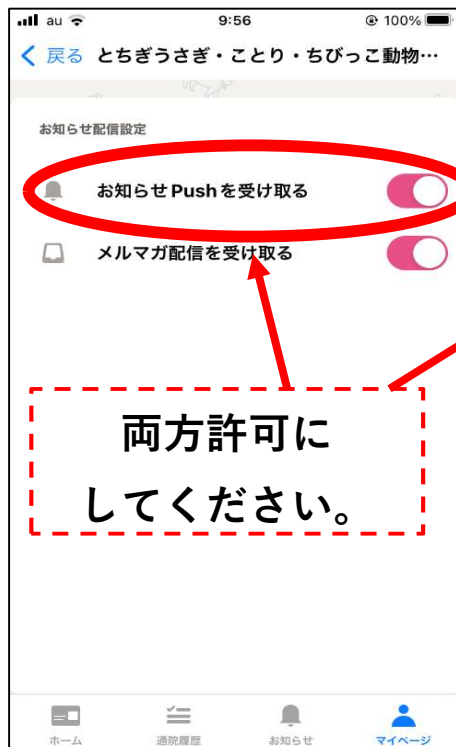 au 9:56 100%
戻る とちぎうさぎ・ことり・ちびっこ動物…
お知らせ配信設定
お知らせPushを受け取る
メルマガ配信を受け取る
両方許可に
してください。
ホーム 通院履歴 お知らせ マイページ